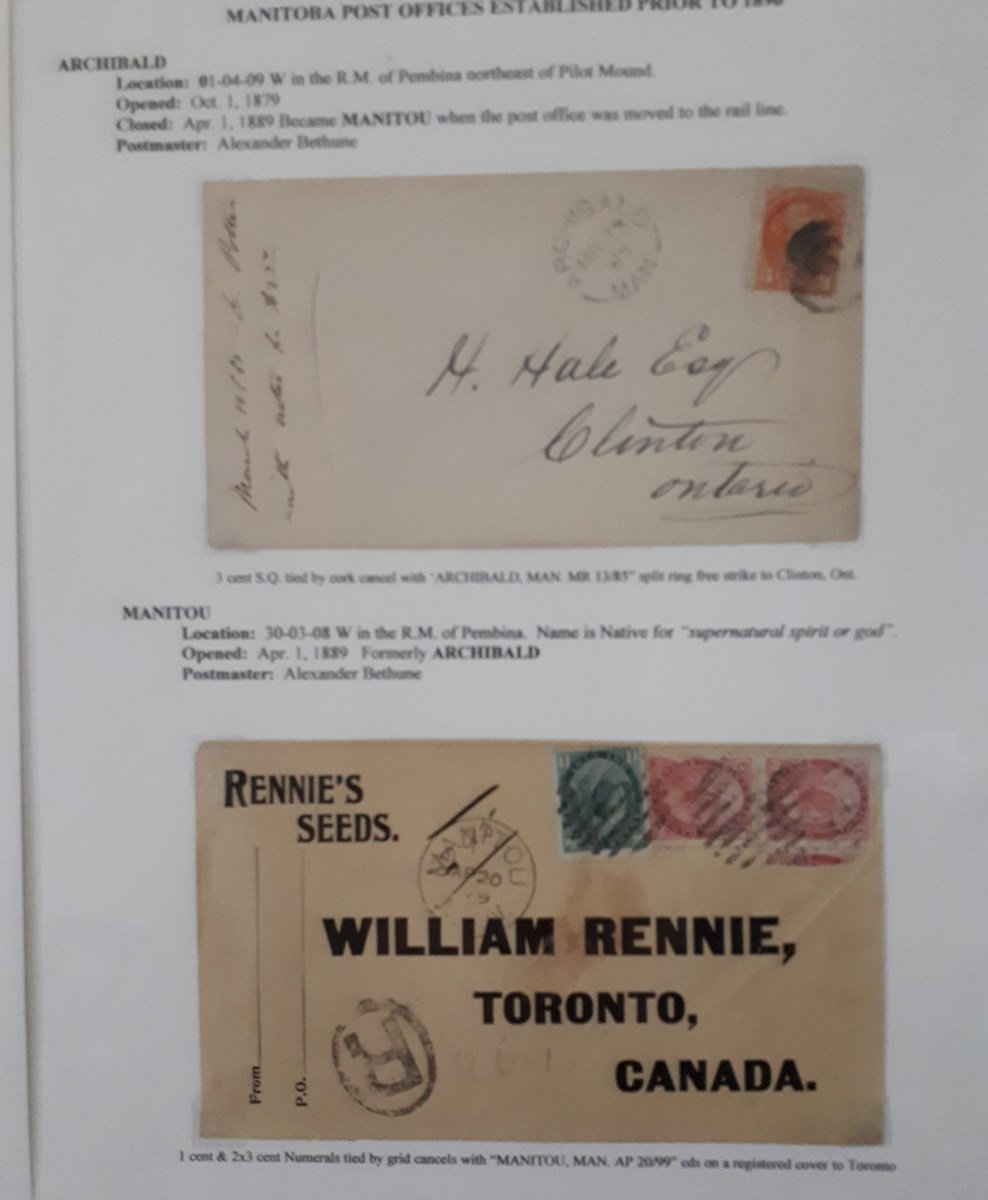 MANITOBA POST OFFICES ESTABLISHED PRIOR TO 1890
ARCHIBALD
Location: 01-04-09 W in the R.M. of Pembina northeast of Pilot Mound.
Opened: Oct. 1, 1879
Closed: Apr. 1, 1889 Became MANITOU when the post office was moved to the rail line.
Postmaster: Alexander Bethune
ARCHIBALD
MAN
H. Hale Esq
Clinton
Ontario
3 cent S.Q. tied by cork cancel with "ARCHIBALD, MAN. MR 13/85" split ring free strike to Clinton, Ont.
MANITOU
Location: 30-03-08 W in the R.M. of Pembina. Name is Native for "supernatural spirit or god".
Opened: Apr. 1, 1889 Formerly ARCHIBALD
Postmaster: Alexander Bethune
RENNIE'S
SEEDS.
MANITOU
AP 20
WILLIAM RENNIE,
TORONTO,
CANADA.
R
From
P.O.
1 cent & 2x3 cent Numerals tied by grid cancels with "MANITOU, MAN. AP 20/99" cds on a registered cover to Toronto